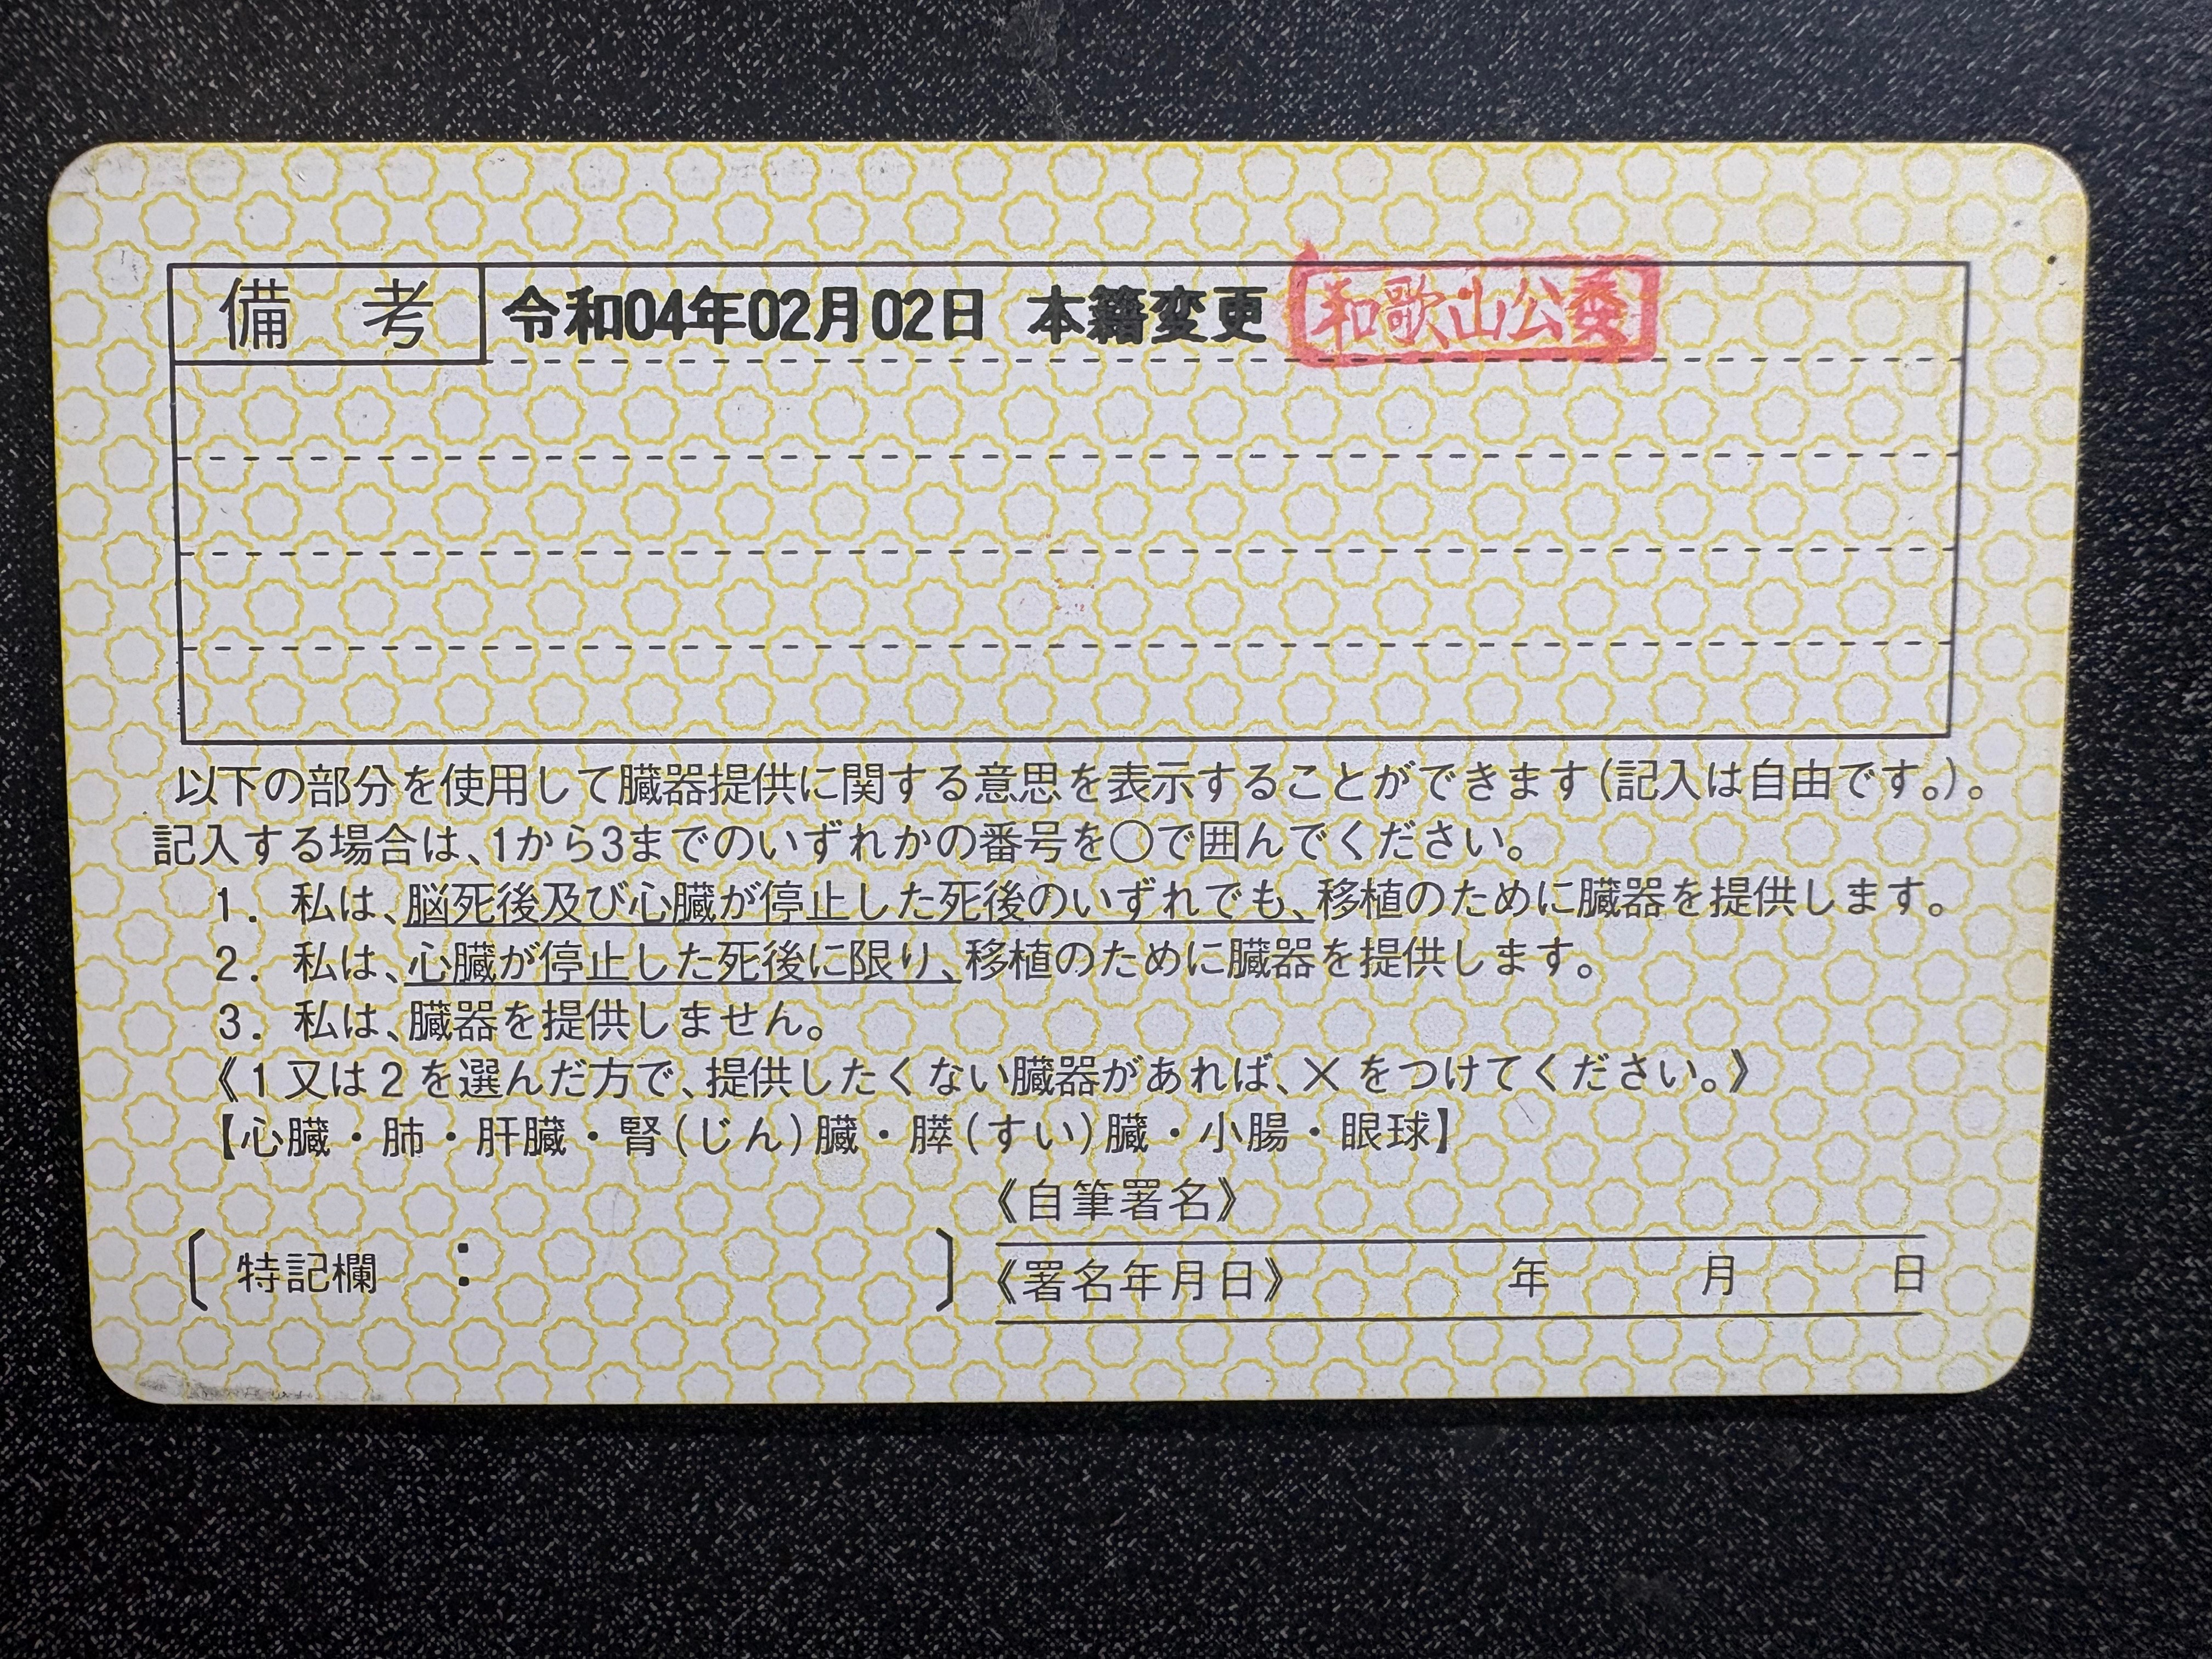 備考 令和04年02月02日 本籍変更 和歌山公委
以下の部分を使用して臓器提供に関する意思を表示することができます(記入は自由です。)。
記入する場合は、1から3までのいずれかの番号を○で囲んでください。
1. 私は、脳死後及び心臓が停止した死後のいずれでも、移植のために臓器を提供します。
2. 私は、心臓が停止した死後に限り、移植のために臓器を提供します。
3. 私は、臓器を提供しません。
《1又は2を選んだ方で、提供したくない臓器があれば、×をつけてください。》
【心臓・肺・肝臓・腎(じん)臓・膵(すい)臓・小腸・眼球】
《自筆署名》
〔特記欄 : 〕
《署名年月日》 年 月 日